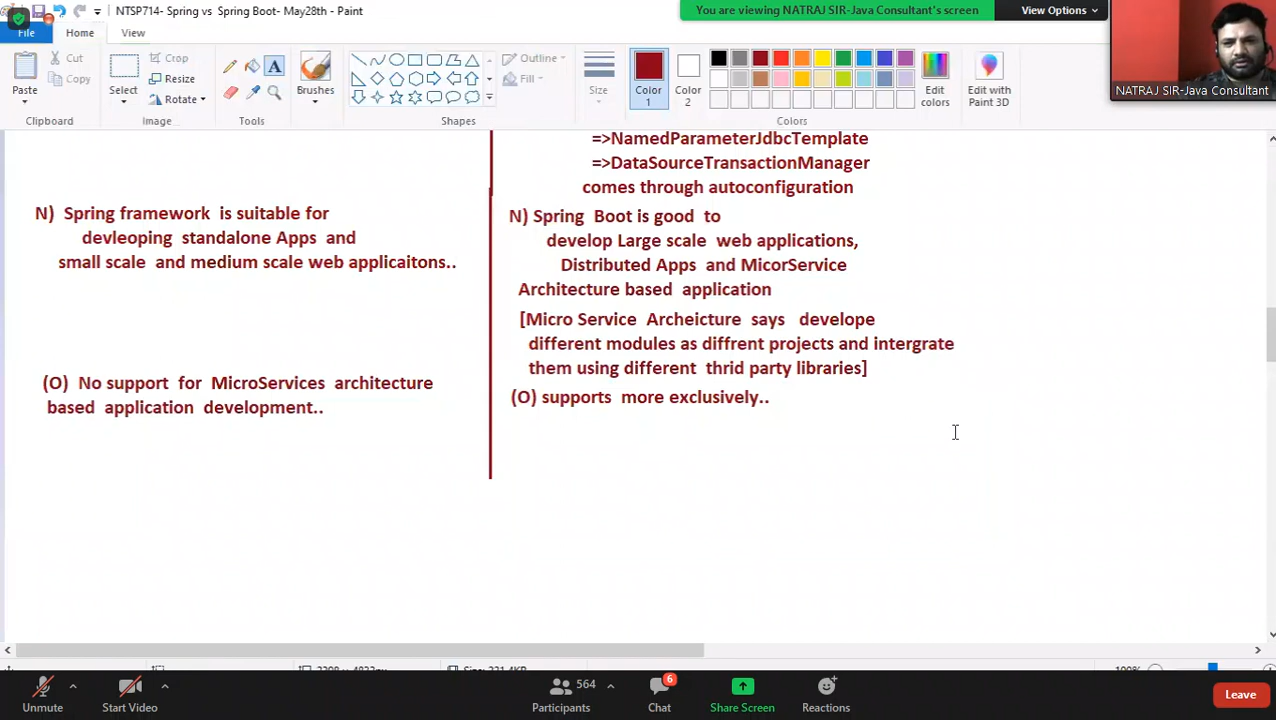 NTSP714- Spring vs  Spring Boot- May28th - Paint
You are viewing NATRAJ SIR-Java Consultant's screen
View Options
File
Home
View
Paste
Cut
Copy
Clipboard
Select
Crop
Resize
Rotate
Image
A
Tools
Brushes
Outline
Fill
Shapes
Size
Color
1
Color
2
Edit
colors
Colors
Edit with
Paint 3D
NATRAJ SIR-Java Consultant
=>NamedParameterJdbcTemplate
=>DataSourceTransactionManager
comes through autoconfiguration
N)  Spring framework  is suitable for
devleoping  standalone Apps  and
small scale  and medium scale web applicaitons..
(O)  No support  for  MicroServices  architecture
based  application  development..
N) Spring  Boot is good  to
develop Large scale  web applications,
Distributed Apps  and MicorService
Architecture based  application
[Micro Service  Archeicture  says   develope
different modules as diffrent projects and intergrate
them using different  thrid party libraries]
(O) supports  more exclusively..
100%
Unmute
Start Video
564
Participants
6
Chat
Share Screen
Reactions
Leave